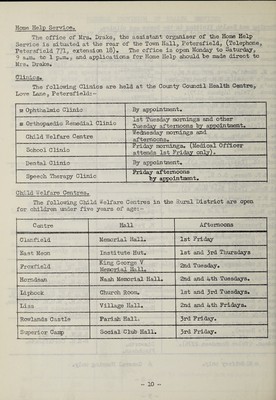 Home Help Service.
The office of Mrs. Drake, the assistant organiser of the Home Help
Service is situated at the rear of the Town Hall, Petersfield, (Telephone,
Petersfield 771, extension 18). The office is open Monday to Saturday,
9 a.m. to 1 p.m., and applications for Home Help should be made direct to
Mrs. Drake.
Clinics.
The following Clinics are held at the County Council Health Centre,
Love Lane, Petersfield:-
* Ophthalmic Clinic By appointment.
* Orthopaedic Remedial Clinic 1st Tuesday mornings and other
Tuesday afternoons by appointment.
Child Welfare Centre Wednesday mornings and
afternoons.
School Clinic Friday mornings. (Medical Officer
attends 1st Friday only).
Dental Clinic By appointment.
Speech Therapy Clinic Friday afternoons
by appointment.
Child Welfare Centres.
The following Child Welfare Centres in the Rural District are open
for children under five years of age:-
Centre Hall Afternoons
Clanfield Memorial Hall. 1st Friday
East Meon Institute Hut. 1st and 3rd Thursdays
Froxfield King George V
Memorial Hall. 2nd Tuesday.
Horndean Nash Memorial Hall. 2nd and 4th Tuesdays.
Liphook Church Room. 1st and 3rd Tuesdays.
Liss Village Hall. 2nd and 4th Fridays.
Rowlands Castle Parish Hall. 3rd Friday.
Superior Camp Social Club Hall. 3rd Friday.
- 10 -